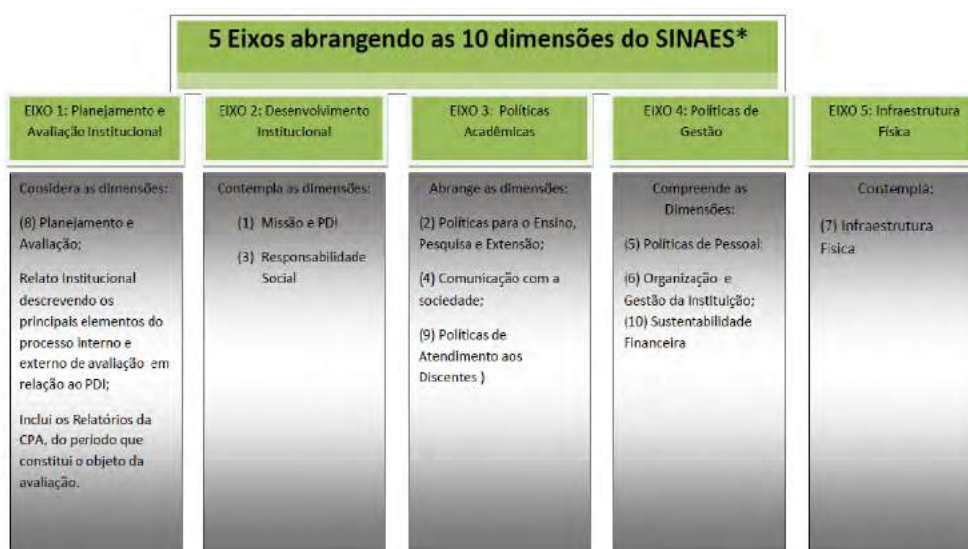 5 Eixos abrangendo as 10 dimensões do SINAES*
EIXO 1: Planejamento e
Avaliação Institucional
Considera as dimensões:
(8) Planejamento e
Avaliação;
Relato Institucional
descrevendo os
principais elementos do
processo interno e
externo de avaliação em
relação ao PDI;
Inclui os Relatórios da
CPA, do período que
constitui o objeto da
avaliação.
EIXO 2: Desenvolvimento
Institucional
Contempla as dimensões:
(1) Missão e PDI
(3) Responsabilidade
Social
EIXO 3: Políticas
Acadêmicas
Abrange as dimensões:
(2) Políticas para o Ensino,
Pesquisa e Extensão;
(4) Comunicação com a
sociedade;
(9) Políticas de
Atendimento aos
Discentes )
EIXO 4: Políticas de
Gestão
Compreende as
Dimensões:
(5) Políticas de Pessoal;
(6) Organização e
Gestão da Instituição;
(10) Sustentabilidade
Financeira
EIXO 5: Infraestrutura
Física
Contempla:
(7) Infraestrutura
Física